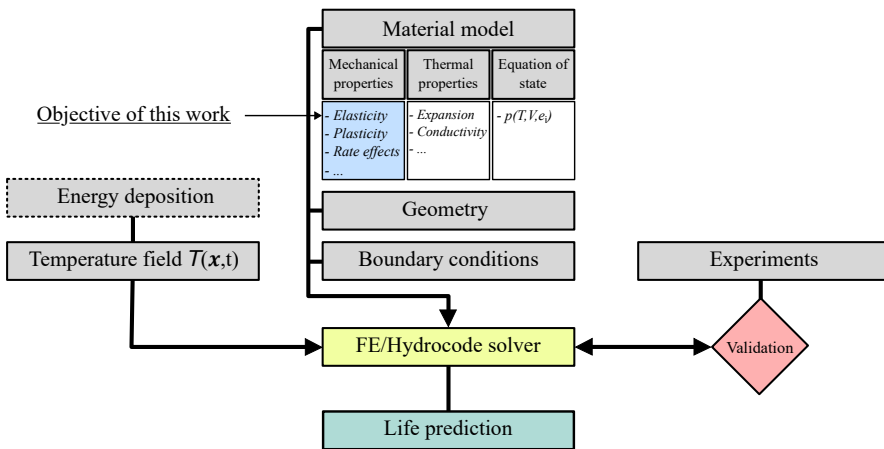 Material model
Mechanical
properties
Thermal
properties
Equation of
state
Objective of this work
- Elasticity
- Plasticity
- Rate effects
- ...
- Expansion
- Conductivity
- ...
- p(T,V,eᵢ)
Energy deposition
Geometry
Temperature field T(x,t)
Boundary conditions
Experiments
FE/Hydrocode solver
Validation
Life prediction